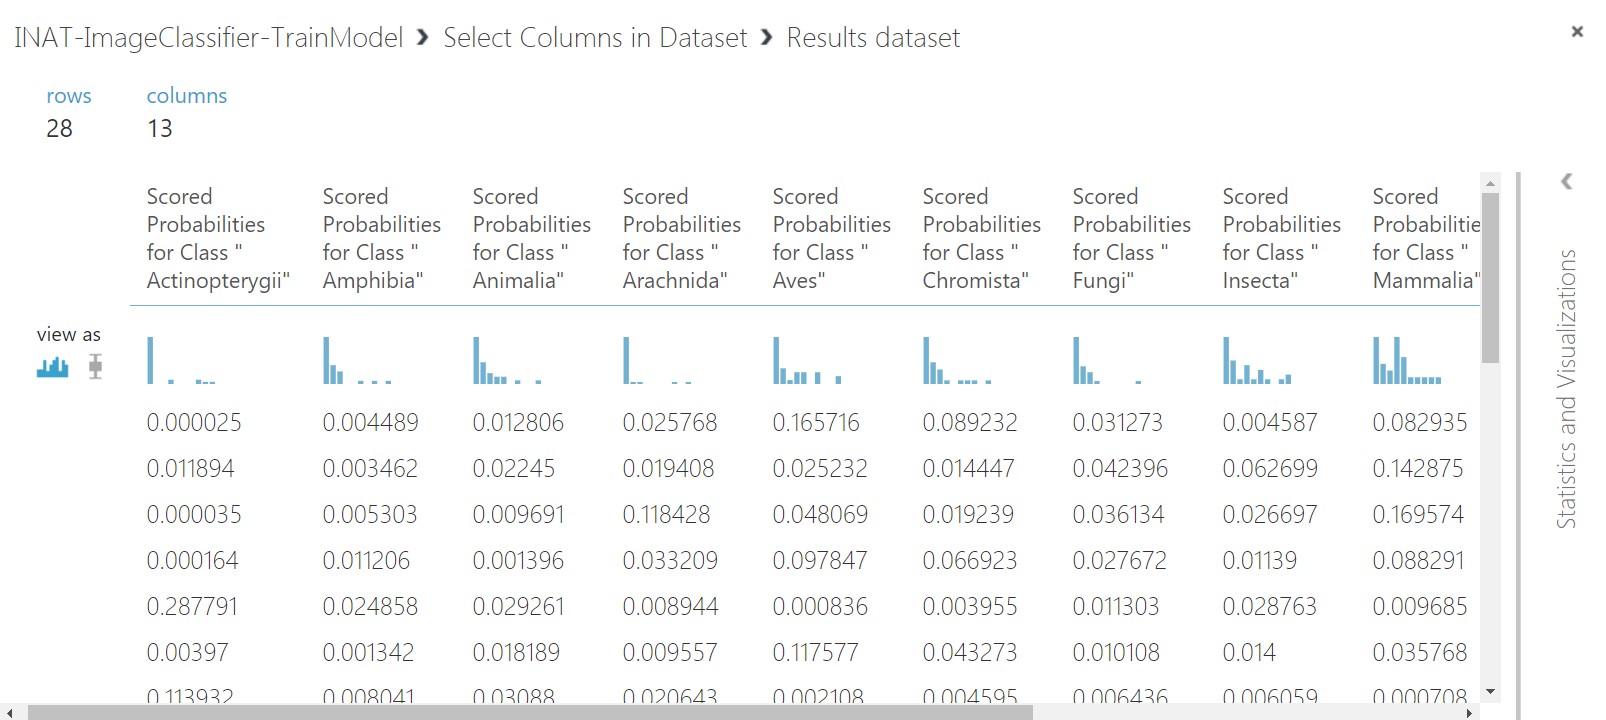 INAT-ImageClassifier-TrainModel › Select Columns in Dataset › Results dataset
rows columns
28 13
Scored Scored Scored Scored Scored Scored Scored Scored Scored
Probabilities Probabilities Probabilities Probabilities Probabilities Probabilities Probabilities Probabilities Probabilitie
for Class " for Class " for Class " for Class " for Class " for Class " for Class " for Class " for Class "
Actinopterygii" Amphibia" Animalia" Arachnida" Aves" Chromista" Fungi" Insecta" Mammalia"
view as
0.000025 0.004489 0.012806 0.025768 0.165716 0.089232 0.031273 0.004587 0.082935
0.011894 0.003462 0.02245 0.019408 0.025232 0.014447 0.042396 0.062699 0.142875
0.000035 0.005303 0.009691 0.118428 0.048069 0.019239 0.036134 0.026697 0.169574
0.000164 0.011206 0.001396 0.033209 0.097847 0.066923 0.027672 0.01139 0.088291
0.287791 0.024858 0.029261 0.008944 0.000836 0.003955 0.011303 0.028763 0.009685
0.00397 0.001342 0.018189 0.009557 0.117577 0.043273 0.010108 0.014 0.035768
0.113932 0.008041 0.03088 0.020643 0.002108 0.004595 0.006436 0.006059 0.000708
Statistics and Visualizations